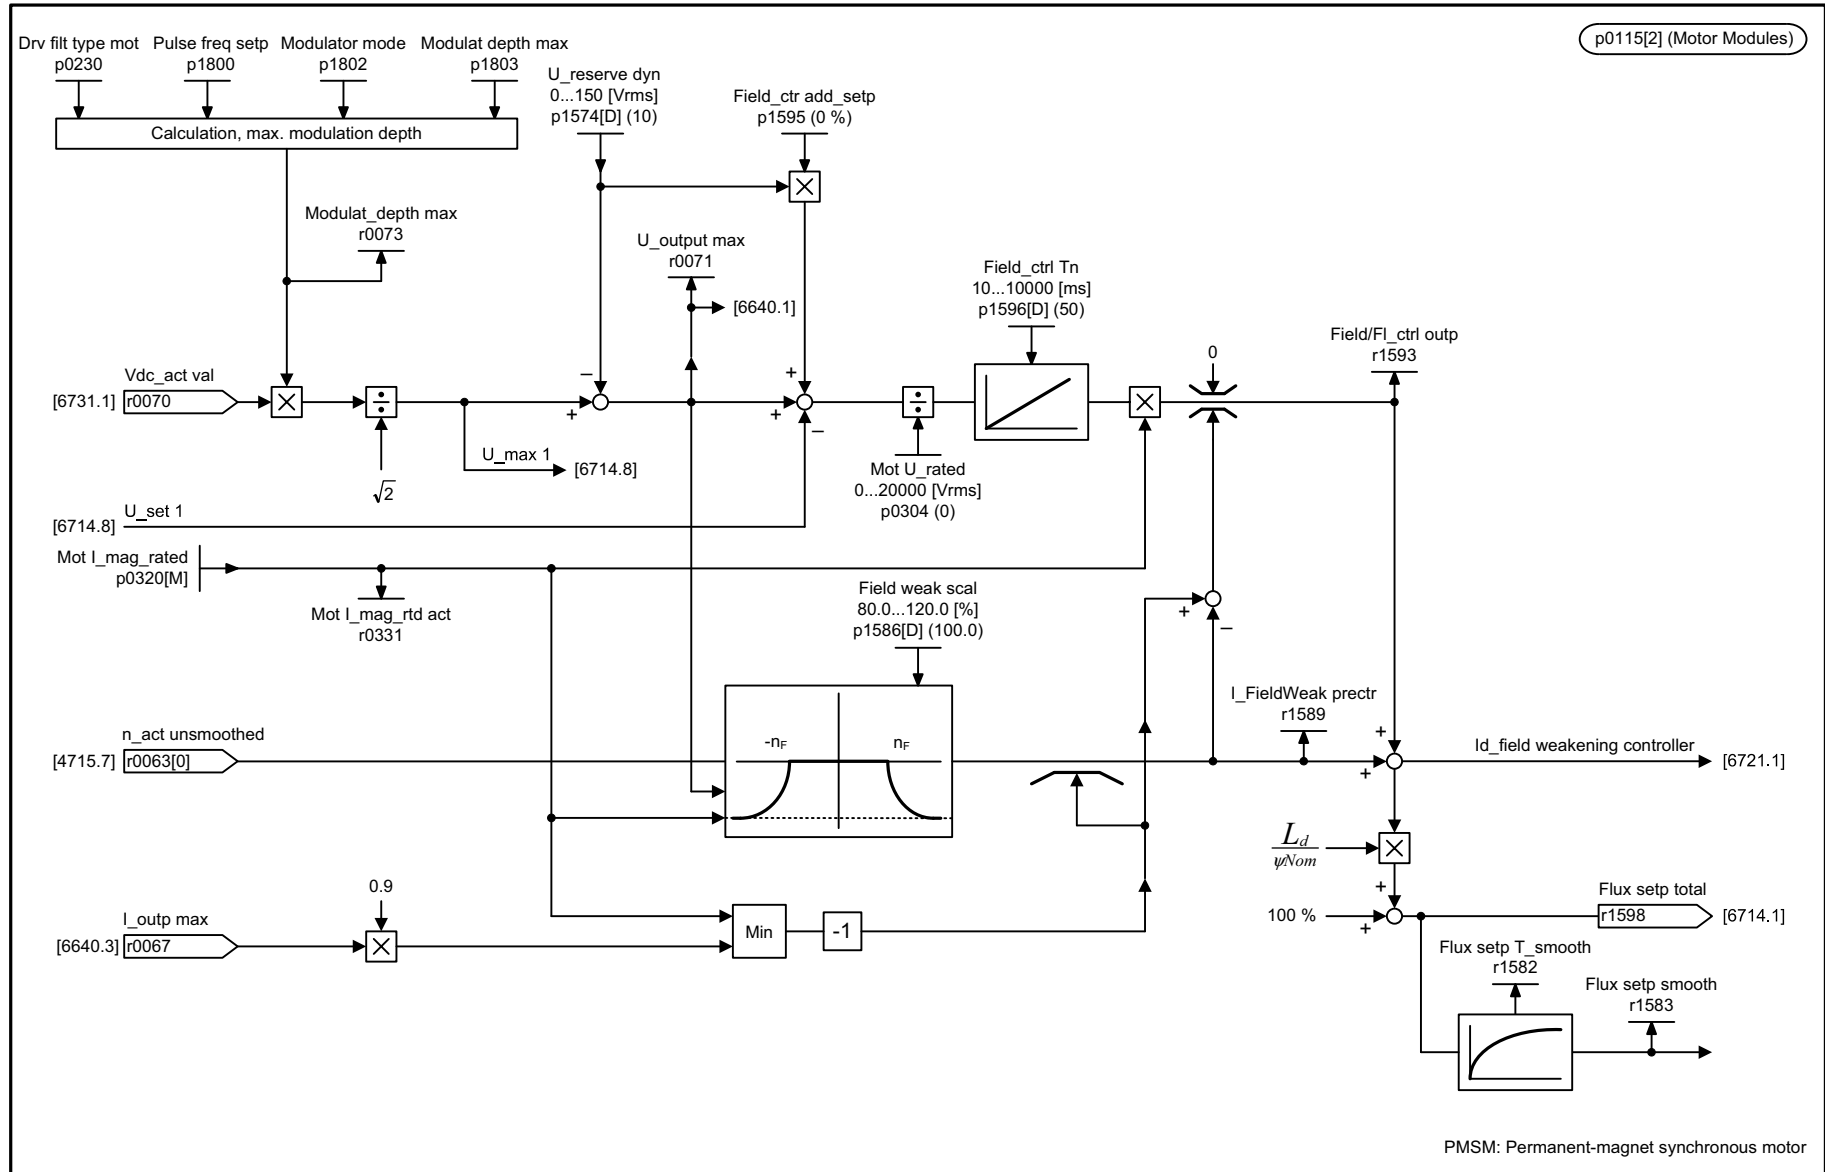 p0115[2] (Motor Modules)
Drv filt type mot
p0230
Pulse freq setp
p1800
Modulator mode
p1802
Modulat depth max
p1803
U_reserve dyn
0...150 [Vrms]
p1574[D] (10)
Field_ctr add_setp
p1595 (0 %)
Calculation, max. modulation depth
Modulat_depth max
r0073
U_output max
r0071
[6640.1]
Field_ctrl Tn
10...10000 [ms]
p1596[D] (50)
Field/Fl_ctrl outp
r1593
0
Vdc_act val
[6731.1]
r0070
×
÷
√2
−
+
U_max 1
[6714.8]
×
+
+
−
÷
Mot U_rated
0...20000 [Vrms]
p0304 (0)
×
[6714.8]
U_set 1
Mot I_mag_rated
p0320[M]
Mot I_mag_rtd act
r0331
Field weak scal
80.0...120.0 [%]
p1586[D] (100.0)
+
−
I_FieldWeak prectr
r1589
n_act unsmoothed
[4715.7]
r0063[0]
-nF
nF
+
+
Id_field weakening controller
[6721.1]
Ld
ψNom
×
0.9
I_outp max
[6640.3]
r0067
×
Min
-1
100 %
+
+
Flux setp total
r1598
[6714.1]
Flux setp T_smooth
r1582
Flux setp smooth
r1583
PMSM: Permanent-magnet synchronous motor